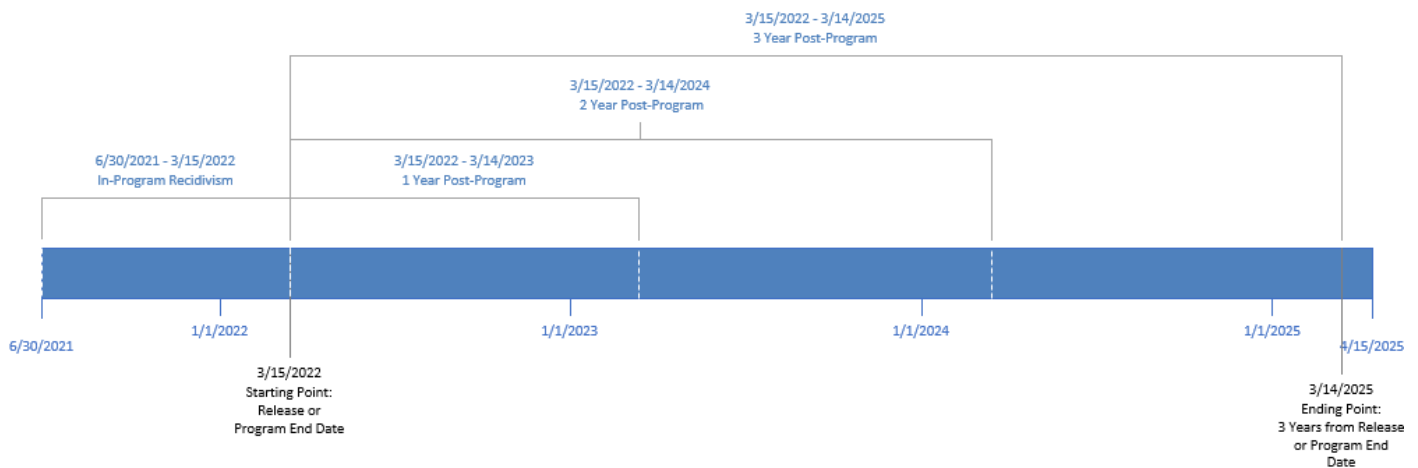 3/15/2022 - 3/14/2025
3 Year Post-Program
3/15/2022 - 3/14/2024
2 Year Post-Program
6/30/2021 - 3/15/2022
In-Program Recidivism
3/15/2022 - 3/14/2023
1 Year Post-Program
1/1/2022
1/1/2023
1/1/2024
1/1/2025
6/30/2021
4/15/2025
3/15/2022
Starting Point:
Release or
Program End Date
3/14/2025
Ending Point:
3 Years from Release
or Program End
Date